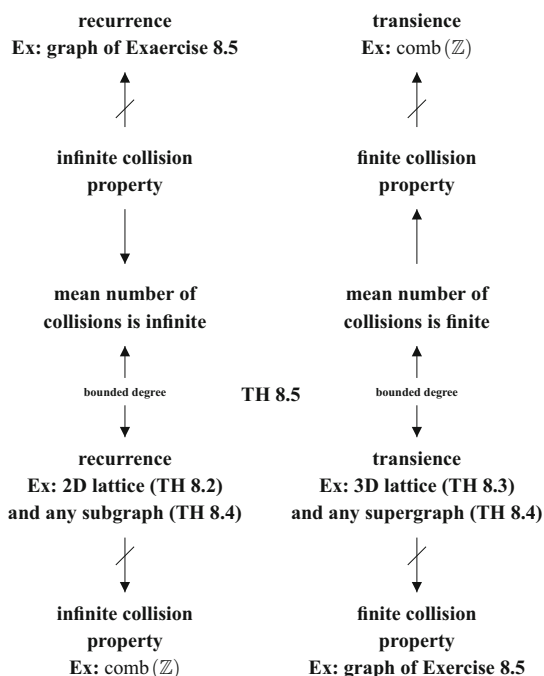 recurrence
Ex: graph of Exaercise 8.5
infinite collision
property
mean number of
collisions is infinite
bounded degree
recurrence
Ex: 2D lattice (TH 8.2)
and any subgraph (TH 8.4)
infinite collision
property
Ex: comb (ℤ)
TH 8.5
transience
Ex: comb (ℤ)
finite collision
property
mean number of
collisions is finite
bounded degree
transience
Ex: 3D lattice (TH 8.3)
and any supergraph (TH 8.4)
finite collision
property
Ex: graph of Exercise 8.5